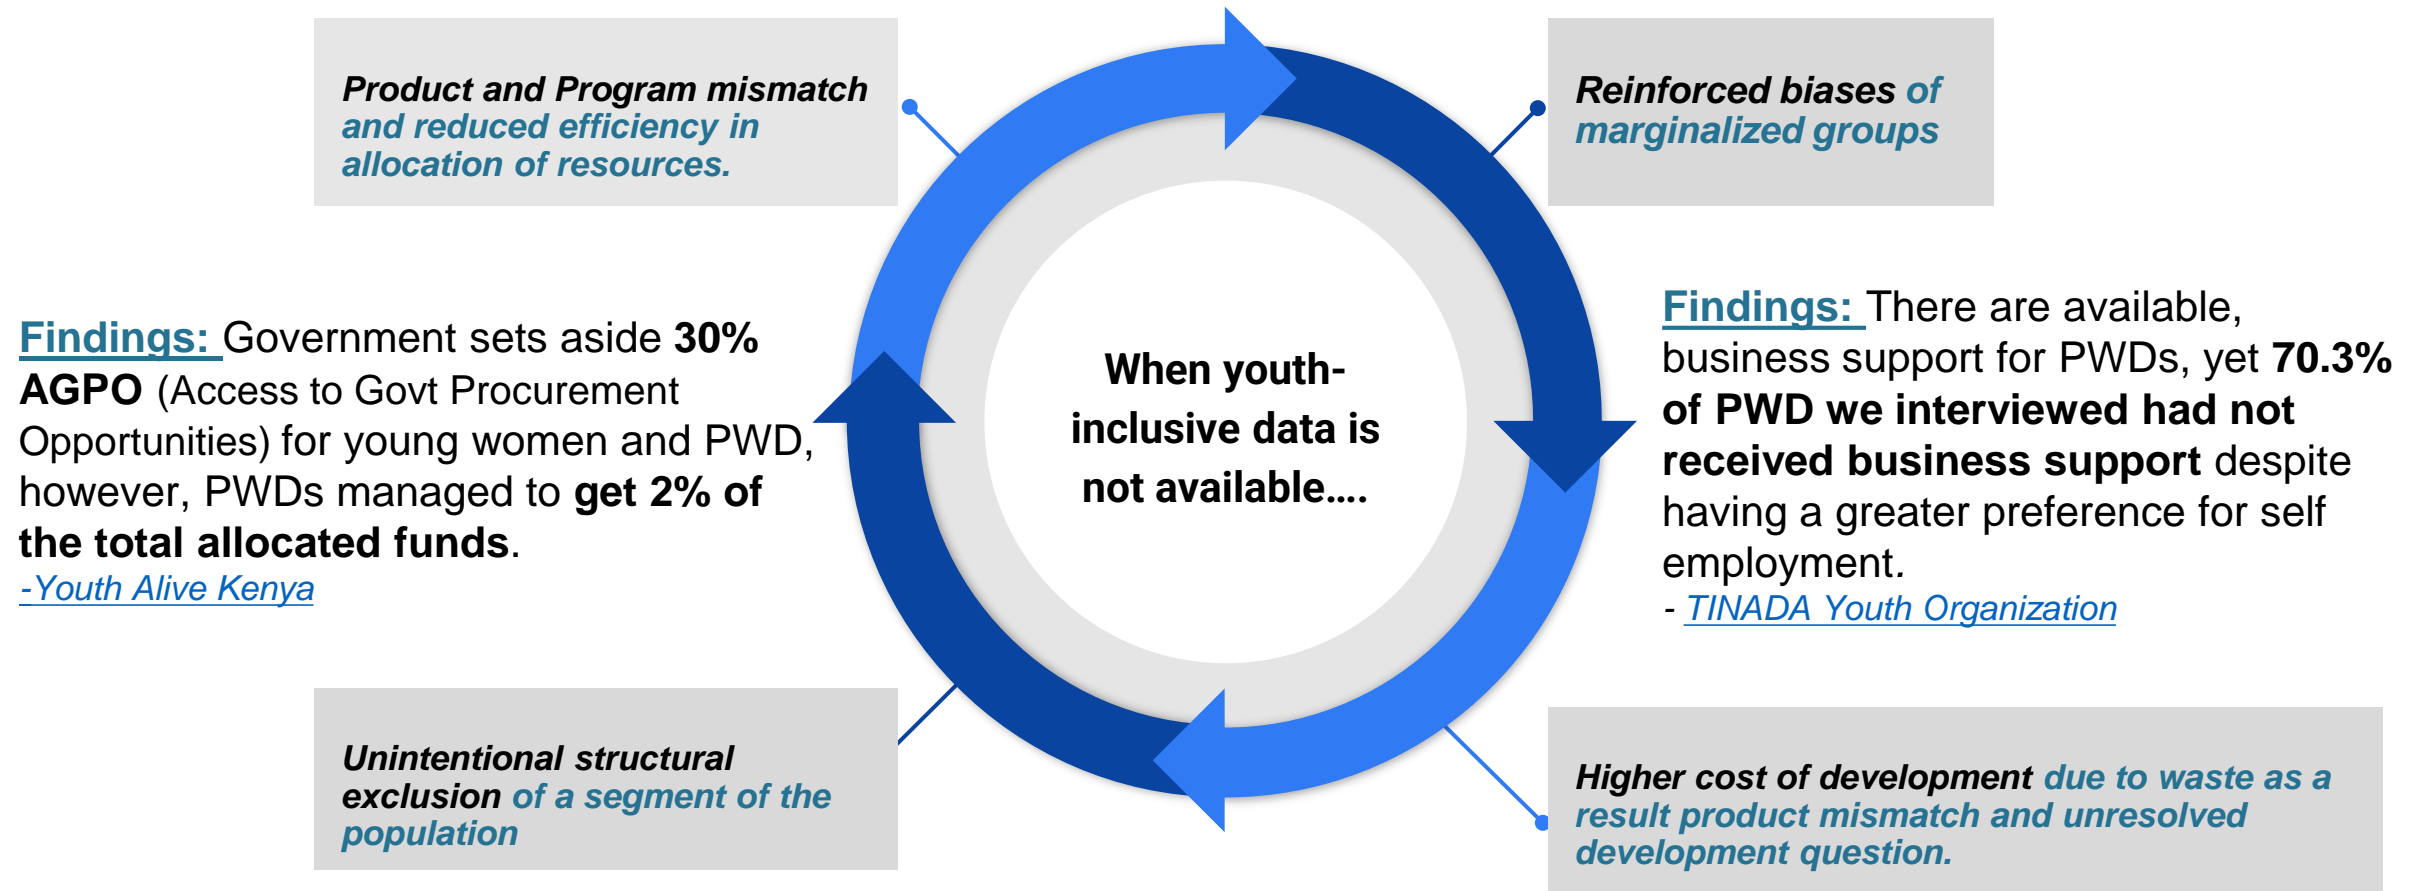 Product and Program mismatch
and reduced efficiency in
allocation of resources.
Reinforced biases of
marginalized groups
Findings: Government sets aside 30%
AGPO (Access to Govt Procurement
Opportunities) for young women and PWD,
however, PWDs managed to get 2% of
the total allocated funds.
-Youth Alive Kenya
When youth-
inclusive data is
not available....
Findings: There are available,
business support for PWDs, yet 70.3%
of PWD we interviewed had not
received business support despite
having a greater preference for self
employment.
- TINADA Youth Organization
Unintentional structural
exclusion of a segment of the
population
Higher cost of development due to waste as a
result product mismatch and unresolved
development question.